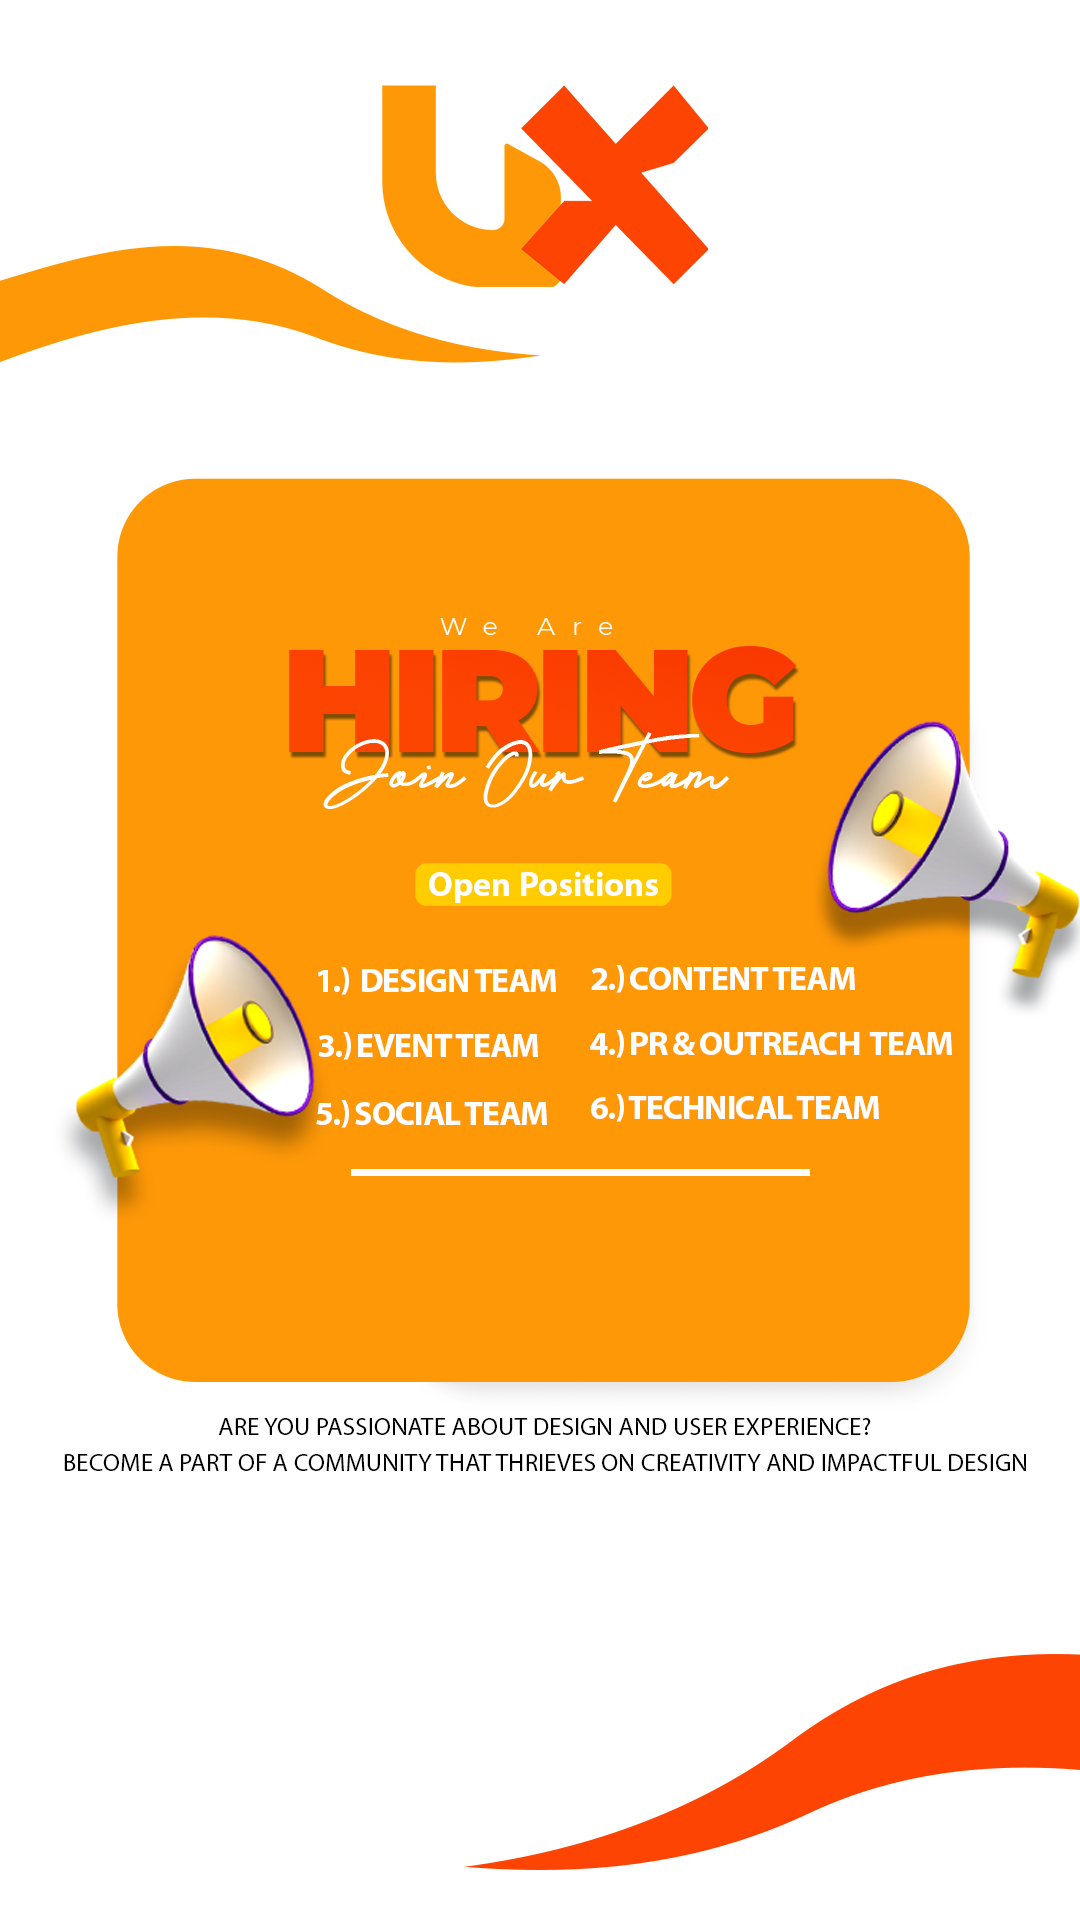 UX
We Are
HIRING
Join Our Team
Open Positions
1.) DESIGN TEAM 2.) CONTENT TEAM
3.) EVENT TEAM 4.) PR & OUTREACH TEAM
5.) SOCIAL TEAM 6.) TECHNICAL TEAM
ARE YOU PASSIONATE ABOUT DESIGN AND USER EXPERIENCE?
BECOME A PART OF A COMMUNITY THAT THRIEVES ON CREATIVITY AND IMPACTFUL DESIGN